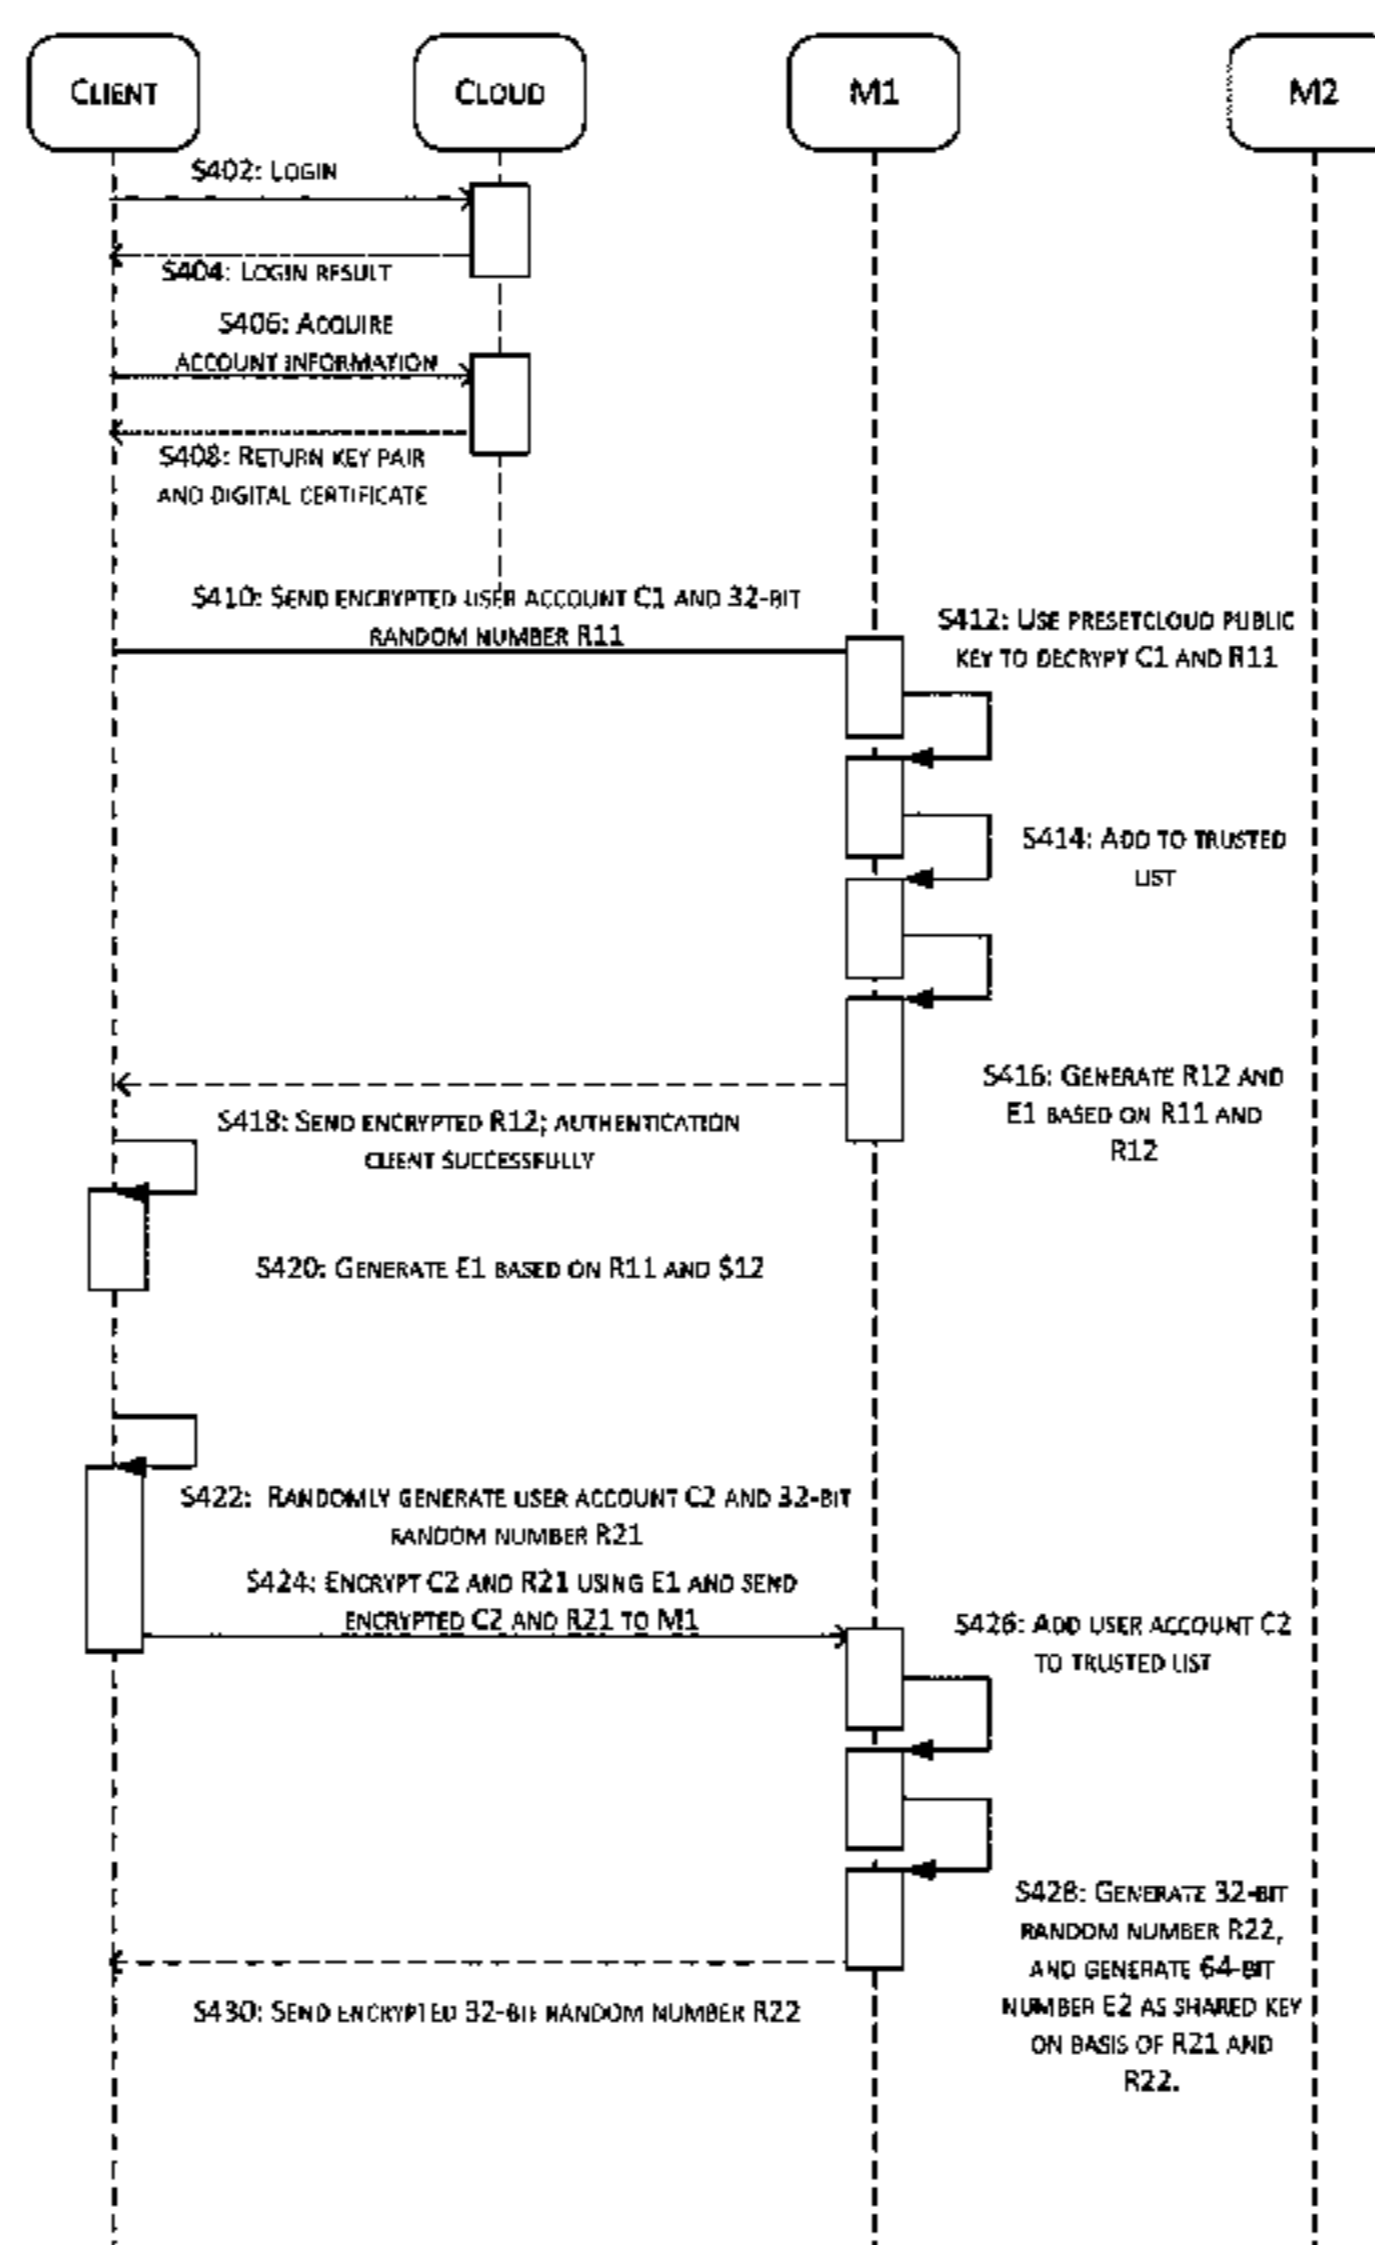 CLIENT
CLOUD
M1
M2
S402: LOGIN
S404: LOGIN RESULT
S406: ACQUIRE
ACCOUNT INFORMATION
S408: RETURN KEY PAIR
AND DIGITAL CERTIFICATE
S410: SEND ENCRYPTED USER ACCOUNT C1 AND 32-BIT
RANDOM NUMBER R11
S412: USE PRESETCLOUD PUBLIC
KEY TO DECRYPT C1 AND R11
S414: ADD TO TRUSTED
LIST
S416: GENERATE R12 AND
E1 BASED ON R11 AND
R12
S418: SEND ENCRYPTED R12; AUTHENTICATION
CLIENT SUCCESSFULLY
S420: GENERATE E1 BASED ON R11 AND $12
S422: RANDOMLY GENERATE USER ACCOUNT C2 AND 32-BIT
RANDOM NUMBER R21
S424: ENCRYPT C2 AND R21 USING E1 AND SEND
ENCRYPTED C2 AND R21 TO M1
S426: ADD USER ACCOUNT C2
TO TRUSTED LIST
S428: GENERATE 32-BIT
RANDOM NUMBER R22,
AND GENERATE 64-BIT
NUMBER E2 AS SHARED KEY
ON BASIS OF R21 AND
R22.
S430: SEND ENCRYPTED 32-BIT RANDOM NUMBER R22